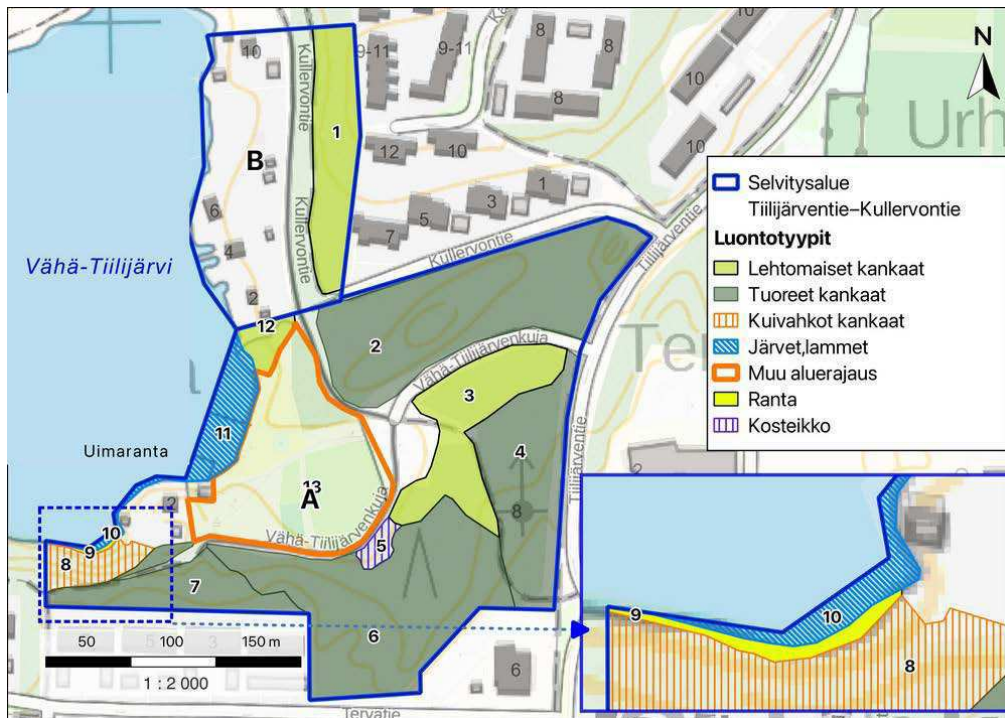 10
9-11
9-11
8
8
10
10
8
10
Kullervontie
1
N
Urh
B
12
10
Selvitysalue
Tiilijärventie–Kullervontie
Luontotyypit
Lehtomaiset kankaat
Tuoreet kankaat
Kuivahkot kankaat
Järvet,lammet
Muu aluerajaus
Ranta
Kosteikko
6
5
3
1
7
4
Kullervontie
Kullervontie
Tiilijärventie
Vähä-Tiilijärvi
2
12
2
Vähä-Tiilijärvenkuja
3
11
4
Uimaranta
2
13
A
8
Tiilijärventie
Vähä-Tiilijärvenkuja
5
10
9
8
7
6
6
50 100 150 m
1 : 2 000
Tervatie
9
10
8